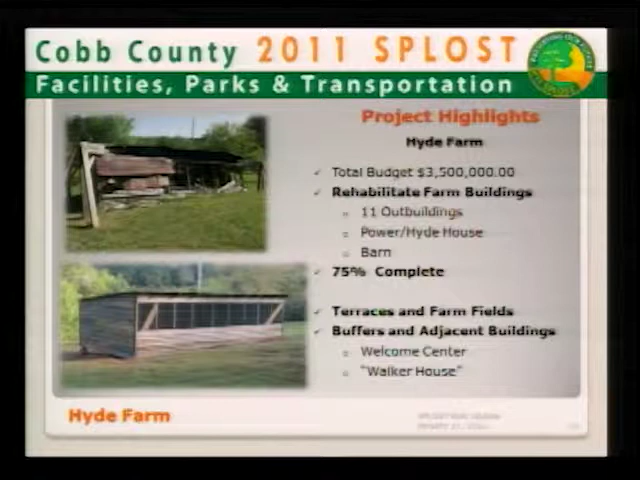 Cobb County 2011 SPLOST
Facilities, Parks & Transportation
Project Highlights
Hyde Farm
✓ Total Budget $3,500,000.00
✓ Rehabilitate Farm Buildings
o 11 Outbuildings
o Power/Hyde House
o Barn
✓ 75% Complete
✓ Terraces and Farm Fields
✓ Buffers and Adjacent Buildings
o Welcome Center
o "Walker House"
Hyde Farm